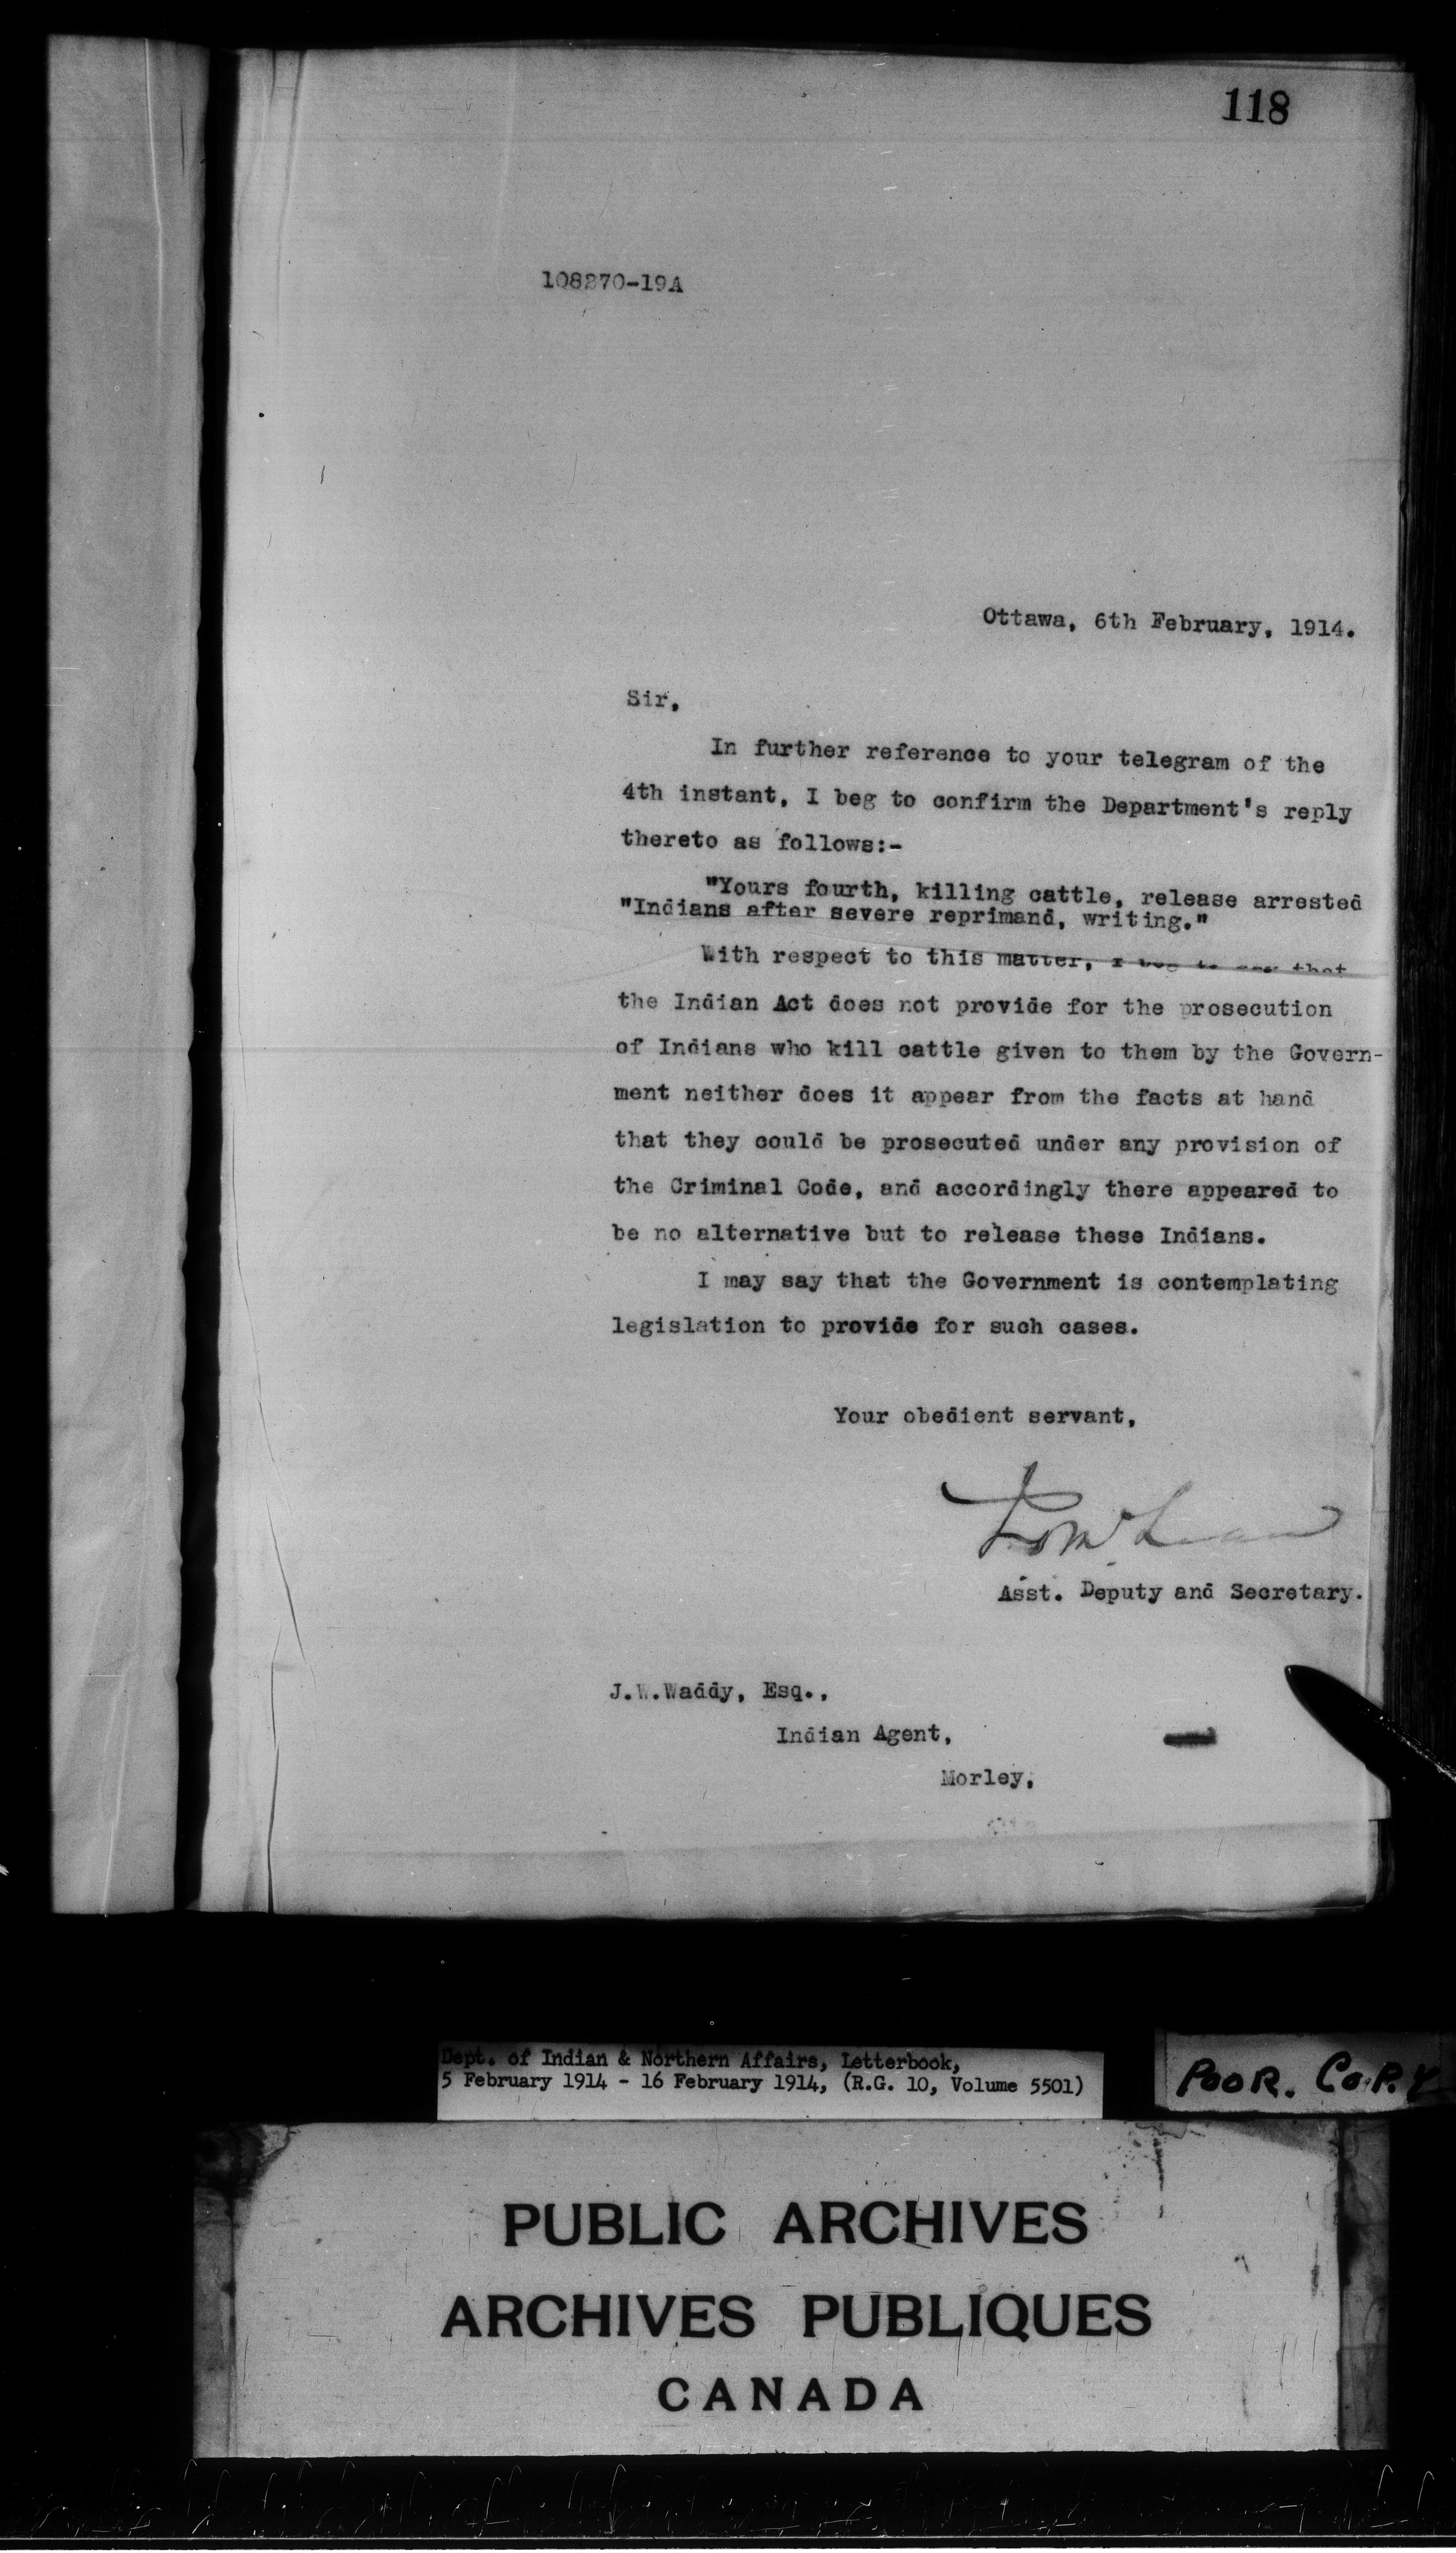 118
108270-19A
Ottawa, 6th February, 1914.
Sir,
In further reference to your telegram of the
4th instant, I beg to confirm the Department's reply
thereto as follows:-
"Yours fourth, killing cattle, release arrested
"Indians after severe reprimand, writing."
With respect to this matter, I beg to say that
the Indian Act does not provide for the prosecution
of Indians who kill cattle given to them by the Govern-
ment neither does it appear from the facts at hand
that they could be prosecuted under any provision of
the Criminal Code, and accordingly there appeared to
be no alternative but to release these Indians.
I may say that the Government is contemplating
legislation to provide for such cases.
Your obedient servant,
Asst. Deputy and Secretary.
J.W.Waddy, Esq.,
Indian Agent,
Morley,
Dept. of Indian & Northern Affairs, Letterbook,
5 February 1914 - 16 February 1914, (R.G. 10, Volume 5501)
POOR. COPY
PUBLIC ARCHIVES
ARCHIVES PUBLIQUES
CANADA